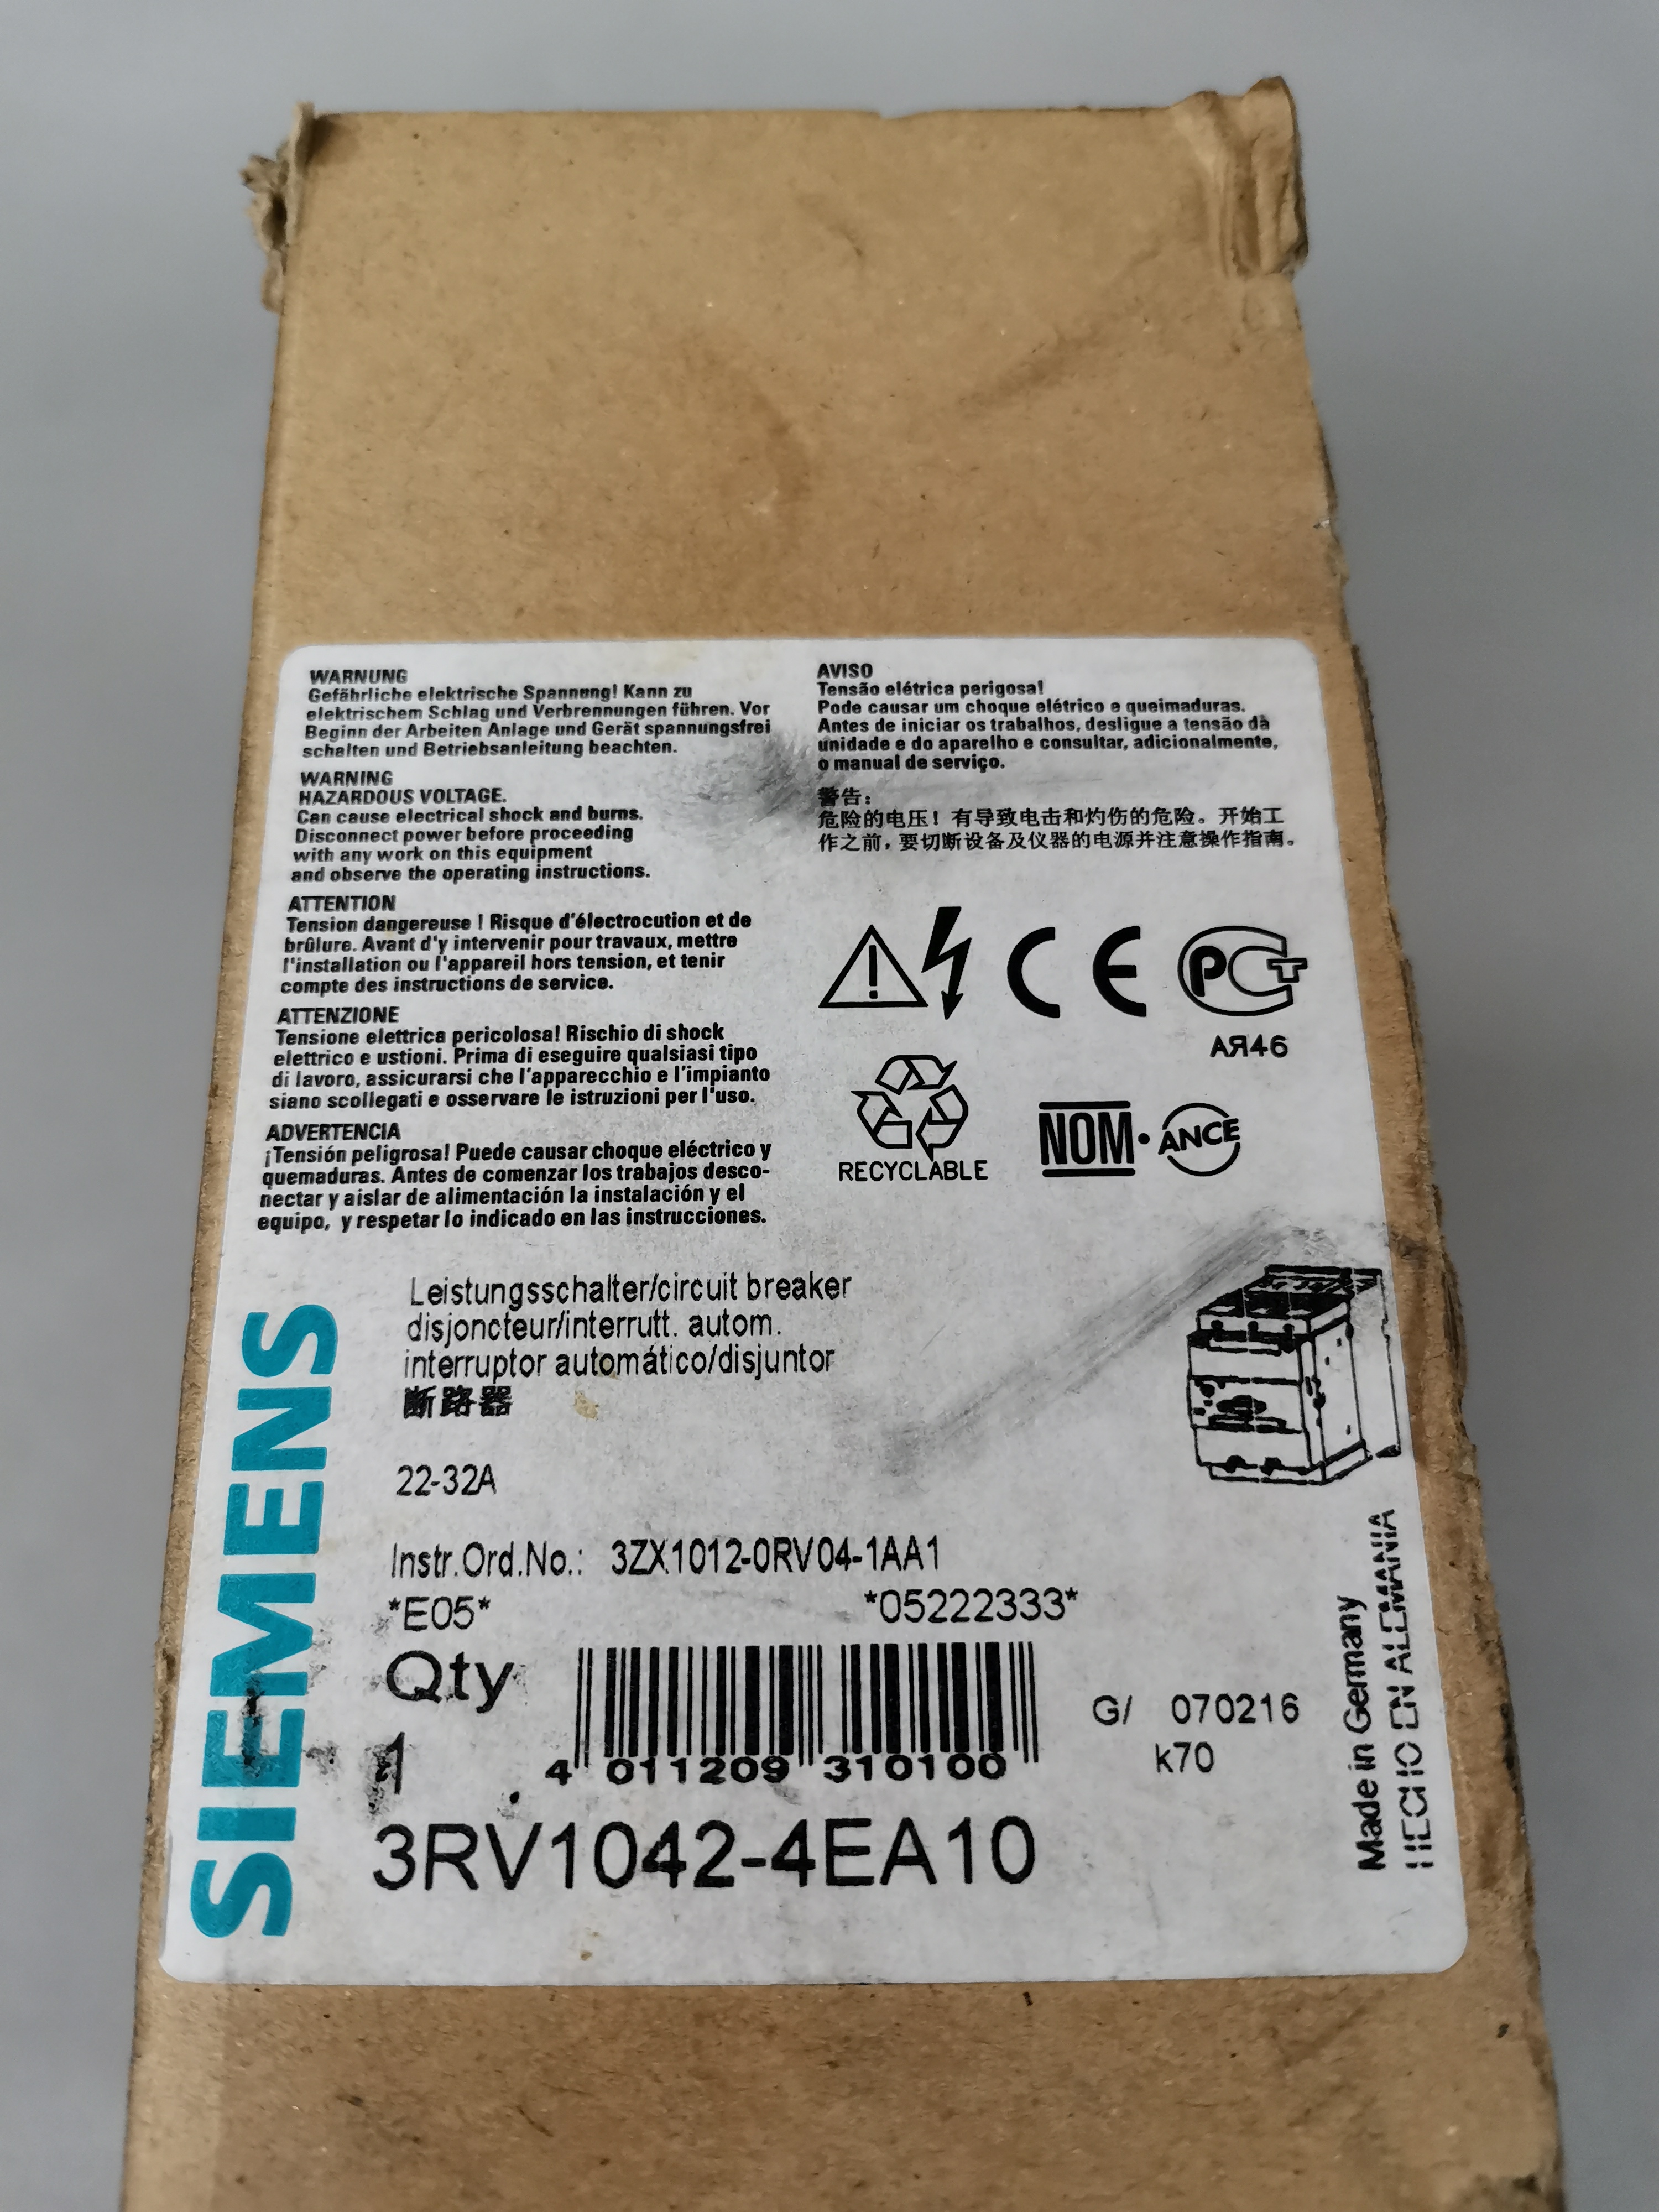 WARNUNG
Gefährliche elektrische Spannung! Kann zu
elektrischem Schlag und Verbrennungen führen. Vor
Beginn der Arbeiten Anlage und Gerät spannungsfrei
schalten und Betriebsanleitung beachten.
WARNING
HAZARDOUS VOLTAGE.
Can cause electrical shock and burns.
Disconnect power before proceeding
with any work on this equipment
and observe the operating instructions.
ATTENTION
Tension dangereuse ! Risque d'électrocution et de
brûlure. Avant d'y intervenir pour travaux, mettre
l'installation ou l'appareil hors tension, et tenir
compte des instructions de service.
ATTENZIONE
Tensione elettrica pericolosa! Rischio di shock
elettrico e ustioni. Prima di eseguire qualsiasi tipo
di lavoro, assicurarsi che l'apparecchio e l'impianto
siano scollegati e osservare le istruzioni per l'uso.
ADVERTENCIA
¡Tensión peligrosa! Puede causar choque eléctrico y
quemaduras. Antes de comenzar los trabajos desco-
nectar y aislar de alimentación la instalación y el
equipo, y respetar lo indicado en las instrucciones.
AVISO
Tensão elétrica perigosa!
Pode causar um choque elétrico e queimaduras.
Antes de iniciar os trabalhos, desligue a tensão da
unidade e do aparelho e consultar, adicionalmente,
o manual de serviço.
警告：
危险的电压！有导致电击和灼伤的危险。开始工
作之前，要切断设备及仪器的电源并注意操作指南。
CE
PCT
АЯ46
RECYCLABLE
NOM·ANCE
SIEMENS
Leistungsschalter/circuit breaker
disjoncteur/interrutt. autom.
interruptor automático/disjuntor
断路器
22-32A
Instr.Ord.No.: 3ZX1012-0RV04-1AA1
*E05* *05222333*
Qty
1
4 011209 310100
G/ 070216
k70
3RV1042-4EA10
Made in Germany
HECHO EN ALEMANIA